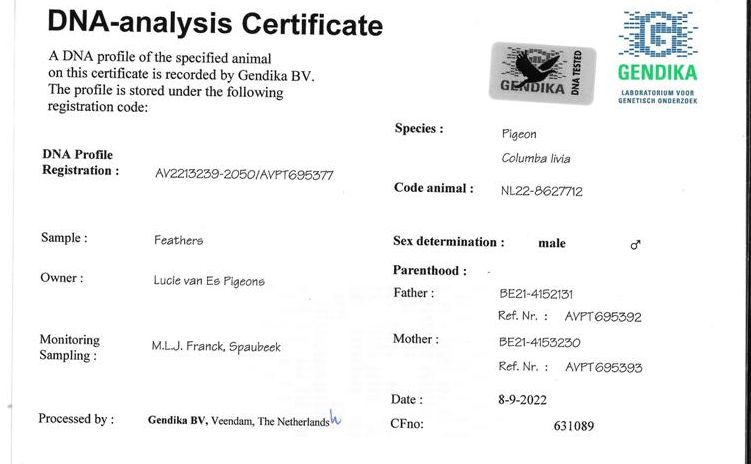 DNA-analysis Certificate
A DNA profile of the specified animal
on this certificate is recorded by Gendika BV.
The profile is stored under the following
registration code:
GENDIKA
DNA TESTED
GENDIKA
LABORATORIUM VOOR
GENETISCH ONDERZOEK
Species : Pigeon
Columba livia
DNA Profile
Registration : AV2213239-2050/AVPT695377
Code animal : NL22-8627712
Sample : Feathers
Sex determination : male ♂
Owner : Lucie van Es Pigeons
Parenthood : -
Father : BE21-4152131
Ref. Nr. : AVPT695392
Monitoring
Sampling : M.L.J. Franck, Spaubeek
Mother : BE21-4153230
Ref. Nr. : AVPT695393
Date : 8-9-2022
Processed by : Gendika BV, Veendam, The Netherlands
CFno: 631089